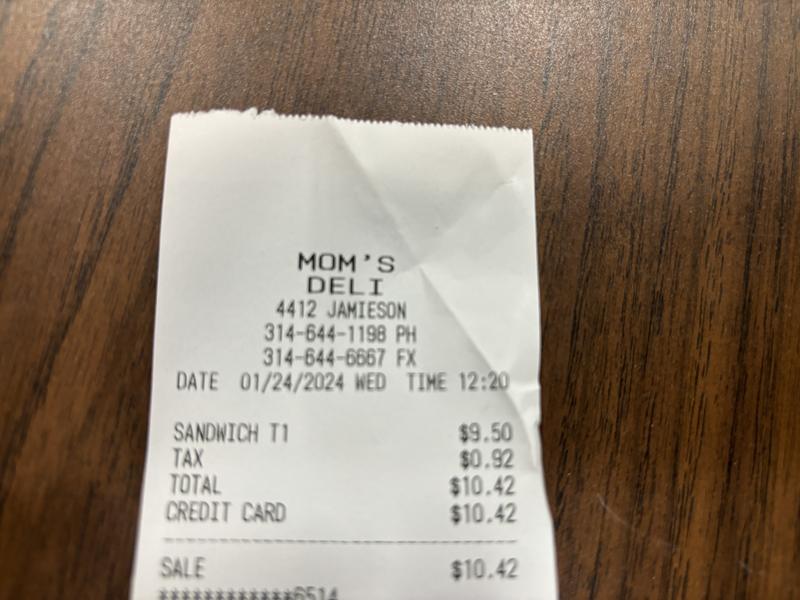 MOM'S
DELI
4412 JAMIESON
314-644-1198 PH
314-644-6667 FX
DATE 01/24/2024 WED TIME 12:20
SANDWICH T1 $9.50
TAX $0.92
TOTAL $10.42
CREDIT CARD $10.42
SALE $10.42
************6514